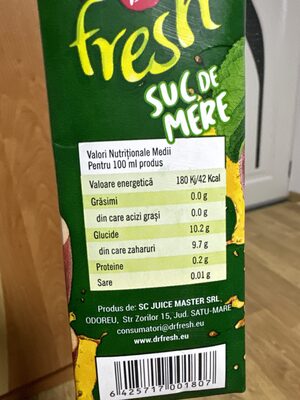 fresh
SUC DE
MERE
Valori Nutriționale Medii
Pentru 100 ml produs
Valoare energetică 180 Kj/42 Kcal
Grăsimi 0.0 g
din care acizi grași 0.0 g
Glucide 10.2 g
din care zaharuri 9.7 g
Proteine 0.2 g
Sare 0.01 g
Produs de: SC JUICE MASTER SRL,
ODOREU, Str Zorilor 15, Jud. SATU-MARE
consumatori@drfresh.eu
www.drfresh.eu
6 425717 001807